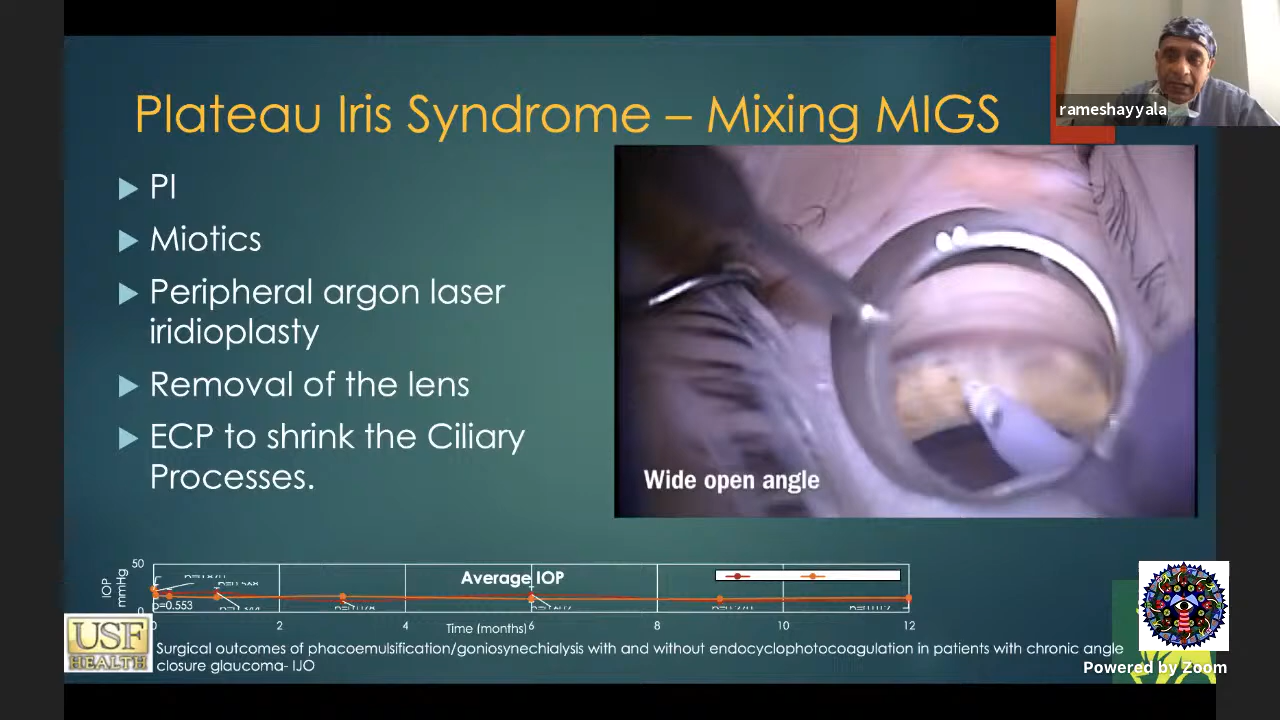 rameshayyala
Plateau Iris Syndrome – Mixing MIGS
PI
Miotics
Peripheral argon laser
iridioplasty
Removal of the lens
ECP to shrink the Ciliary
Processes.
Wide open angle
50
Average IOP
IOP
mmHg
p=0.553
0
2
4
6
8
10
12
Time (months)
USF
HEALTH
Surgical outcomes of phacoemulsification/goniosynechialysis with and without endocyclophotocoagulation in patients with chronic angle
closure glaucoma- IJO
Powered by Zoom